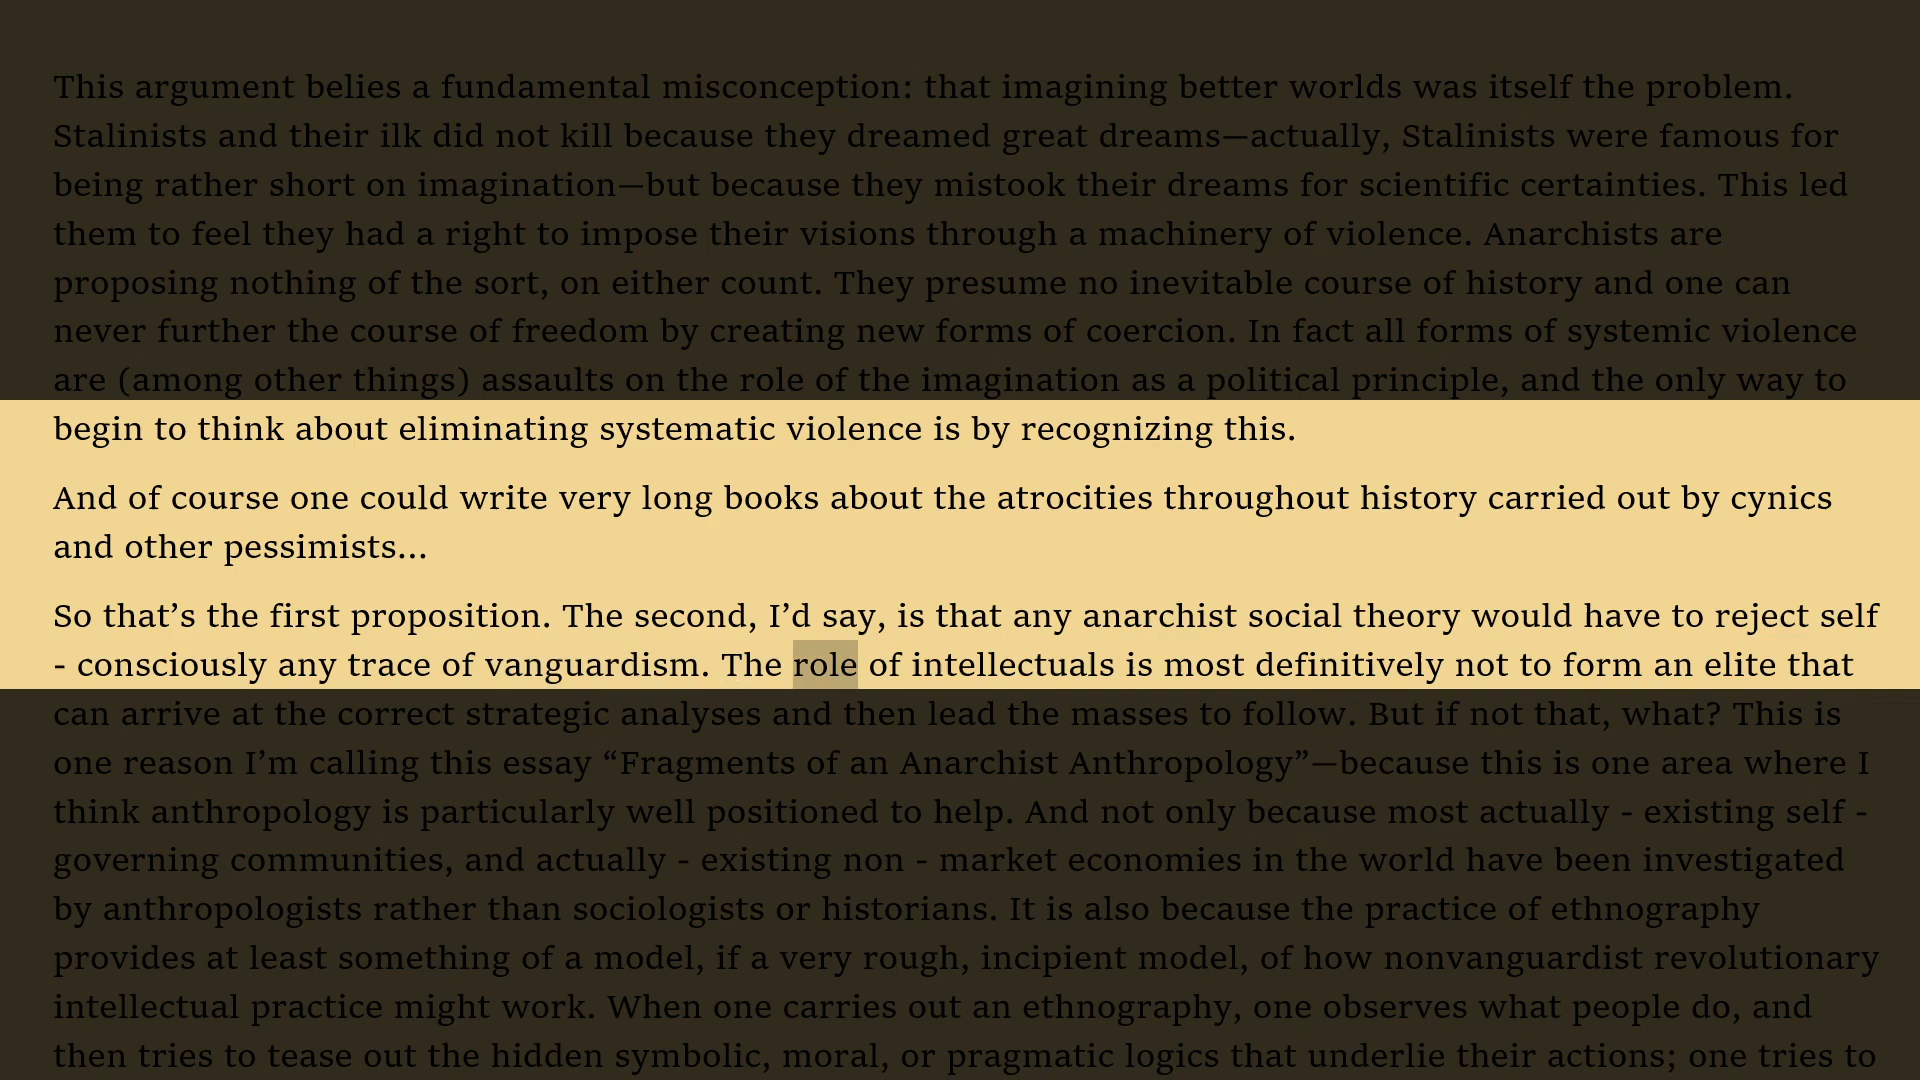 This argument belies a fundamental misconception: that imagining better worlds was itself the problem.
Stalinists and their ilk did not kill because they dreamed great dreams—actually, Stalinists were famous for
being rather short on imagination—but because they mistook their dreams for scientific certainties. This led
them to feel they had a right to impose their visions through a machinery of violence. Anarchists are
proposing nothing of the sort, on either count. They presume no inevitable course of history and one can
never further the course of freedom by creating new forms of coercion. In fact all forms of systemic violence
are (among other things) assaults on the role of the imagination as a political principle, and the only way to
begin to think about eliminating systematic violence is by recognizing this.
And of course one could write very long books about the atrocities throughout history carried out by cynics
and other pessimists...
So that’s the first proposition. The second, I’d say, is that any anarchist social theory would have to reject self
- consciously any trace of vanguardism. The role of intellectuals is most definitively not to form an elite that
can arrive at the correct strategic analyses and then lead the masses to follow. But if not that, what? This is
one reason I’m calling this essay “Fragments of an Anarchist Anthropology”—because this is one area where I
think anthropology is particularly well positioned to help. And not only because most actually - existing self -
governing communities, and actually - existing non - market economies in the world have been investigated
by anthropologists rather than sociologists or historians. It is also because the practice of ethnography
provides at least something of a model, if a very rough, incipient model, of how nonvanguardist revolutionary
intellectual practice might work. When one carries out an ethnography, one observes what people do, and
then tries to tease out the hidden symbolic, moral, or pragmatic logics that underlie their actions; one tries to